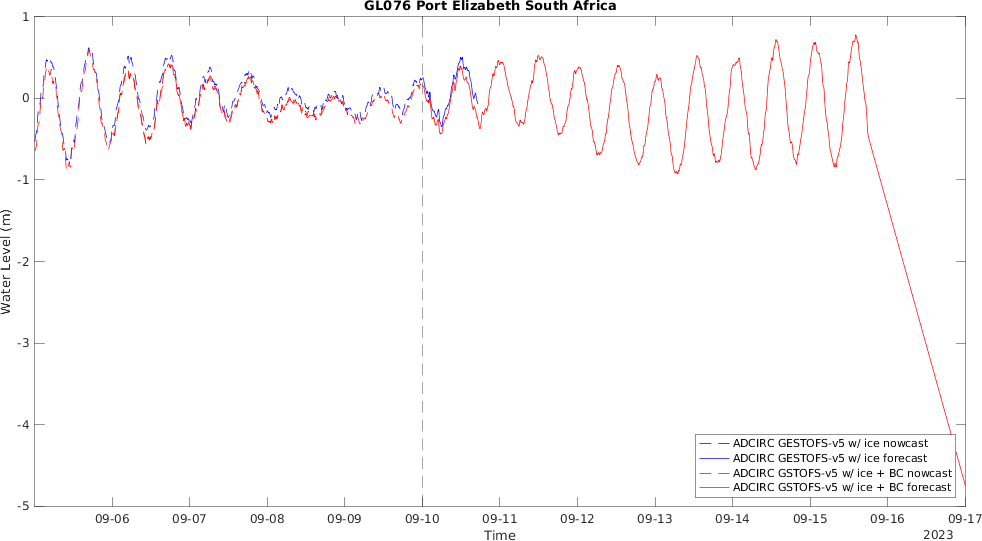 GL076 Port Elizabeth South Africa
1
0
-1
-2
-3
-4
-5
Water Level (m)
ADCIRC GESTOFS-v5 w/ ice nowcast
ADCIRC GESTOFS-v5 w/ ice forecast
ADCIRC GSTOFS-v5 w/ ice + BC nowcast
ADCIRC GSTOFS-v5 w/ ice + BC forecast
09-06 09-07 09-08 09-09 09-10 09-11 09-12 09-13 09-14 09-15 09-16 09-17
Time
2023